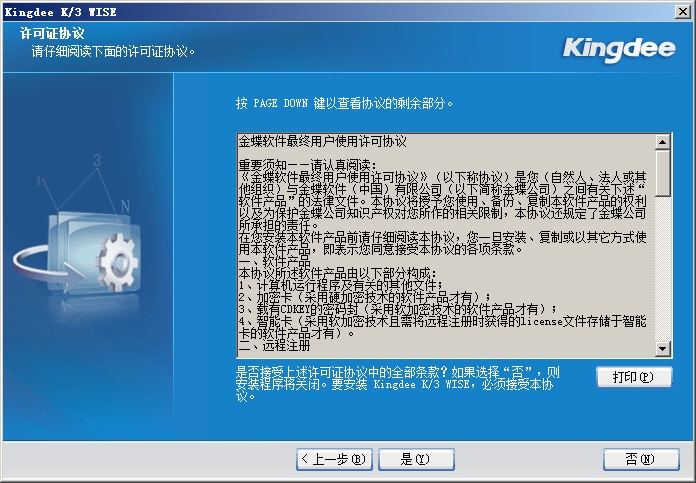 Kingdee K/3 WISE
许可证协议
请仔细阅读下面的许可证协议。
Kingdee
按 PAGE DOWN 键以查看协议的剩余部分。
1
3
N
金蝶软件最终用户使用许可协议
重要须知－－请认真阅读：
《金蝶软件最终用户使用许可协议》（以下称协议）是您（自然人、法人或其
他组织）与金蝶软件（中国）有限公司（以下简称金蝶公司）之间有关下述“
软件产品”的法律文件。本协议将授予您使用、备份、复制本软件产品的权利
以及为保护金蝶公司知识产权对您所作的相关限制，本协议还规定了金蝶公司
所承担的责任。
在您安装本软件产品前请仔细阅读本协议，您一旦安装、复制或以其它方式使
用本软件产品，即表示您同意接受本协议的各项条款。
一、软件产品
本协议所述软件产品由以下部分构成：
1、计算机运行程序及有关的其他文件；
2、加密卡（采用硬加密技术的软件产品才有）；
3、载有CDKEY的密码封（采用软加密技术的软件产品才有）；
4、智能卡（采用软加密技术且需将远程注册时获得的license文件存储于智能
卡的软件产品才有）。
二、远程注册
是否接受上述许可证协议中的全部条款？如果选择“否”，则
安装程序将关闭。要安装 Kingdee K/3 WISE，必须接受本协
议。
打印(P)
< 上一步(B)
是(Y)
否(N)